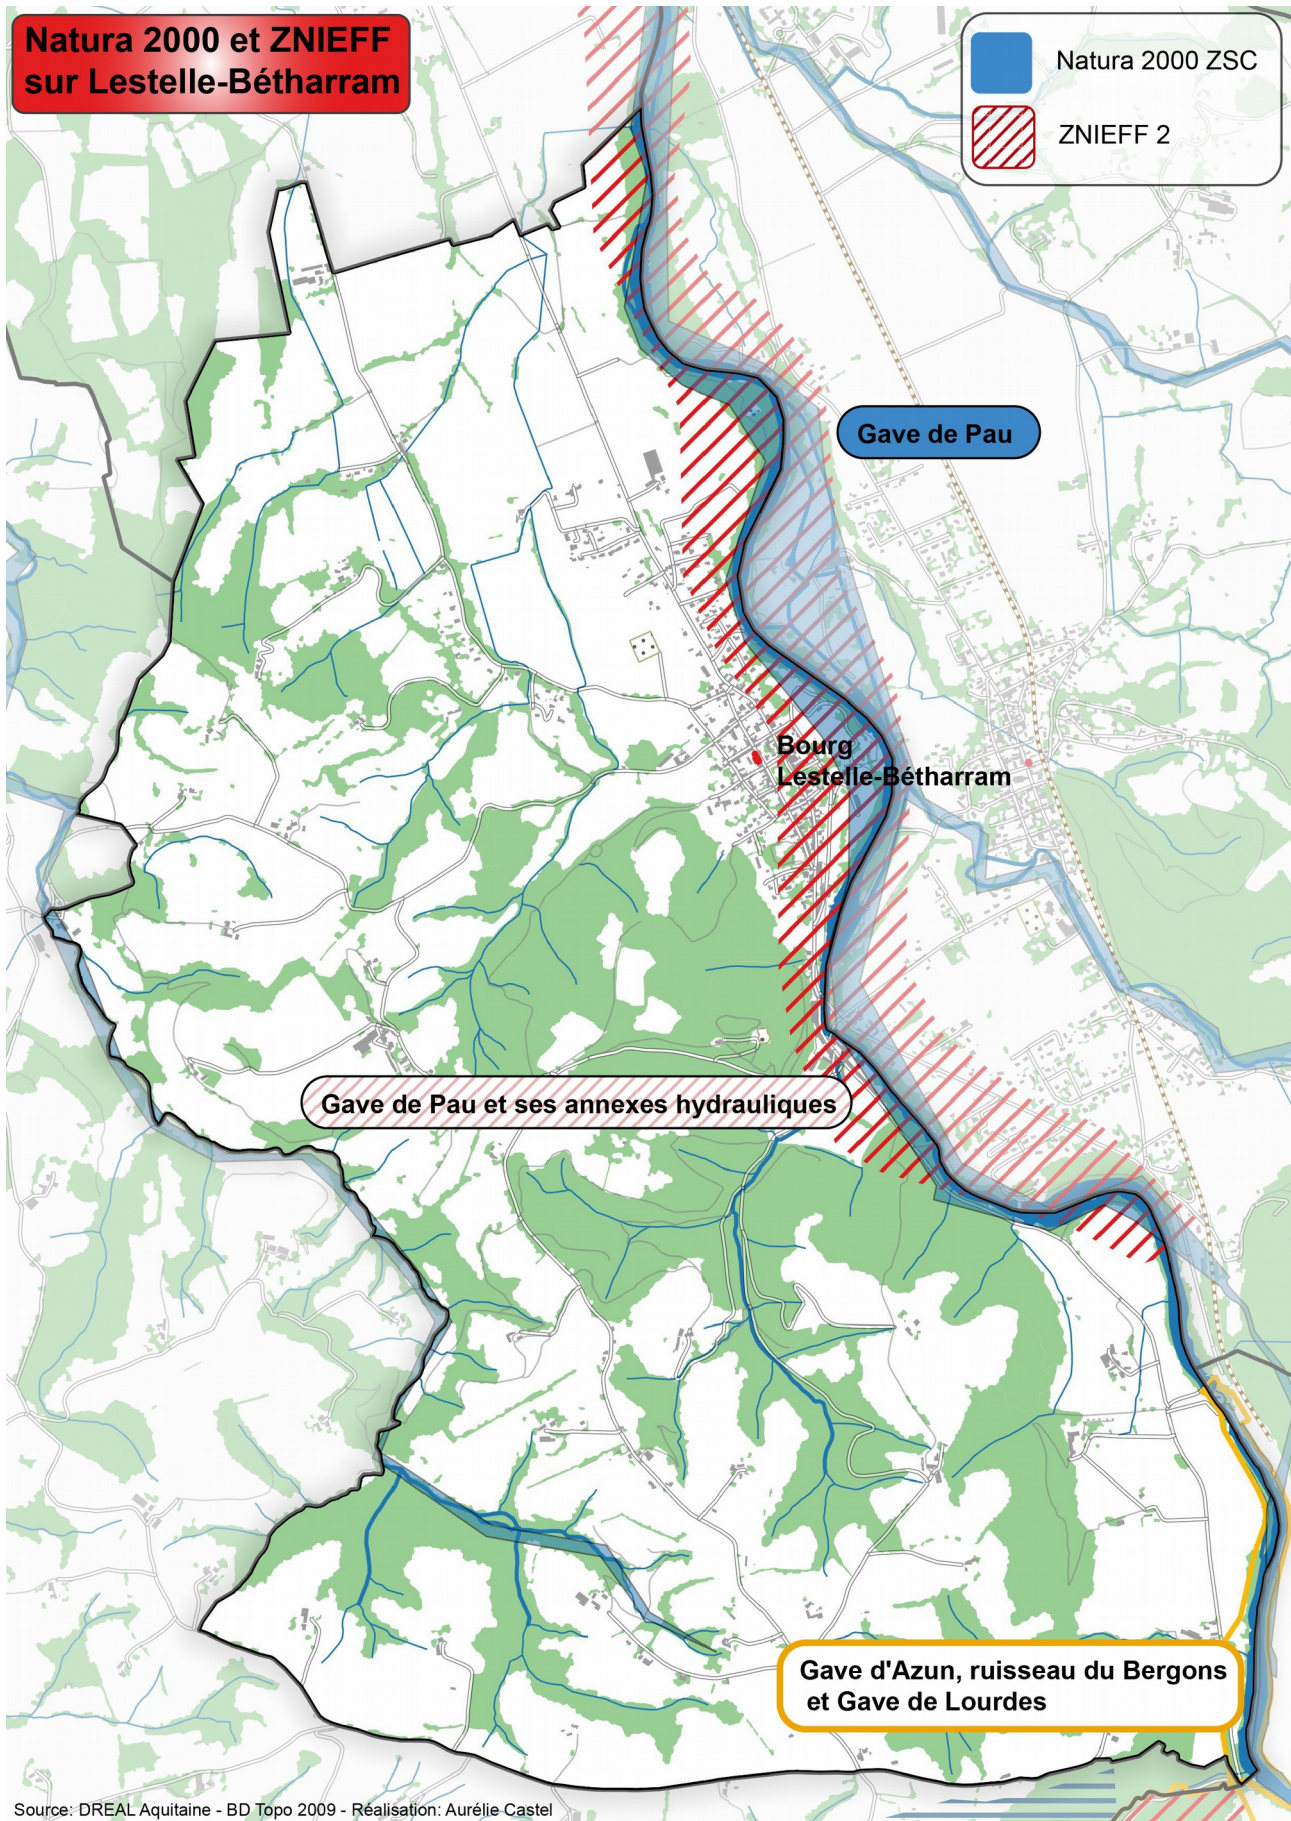 Natura 2000 et ZNIEFF
sur Lestelle-Bétharram
Natura 2000 ZSC
ZNIEFF 2
Gave de Pau
Bourg
Lestelle-Bétharram
Gave de Pau et ses annexes hydrauliques
Gave d'Azun, ruisseau du Bergons
et Gave de Lourdes
Source: DREAL Aquitaine - BD Topo 2009 - Réalisation: Aurélie Castel